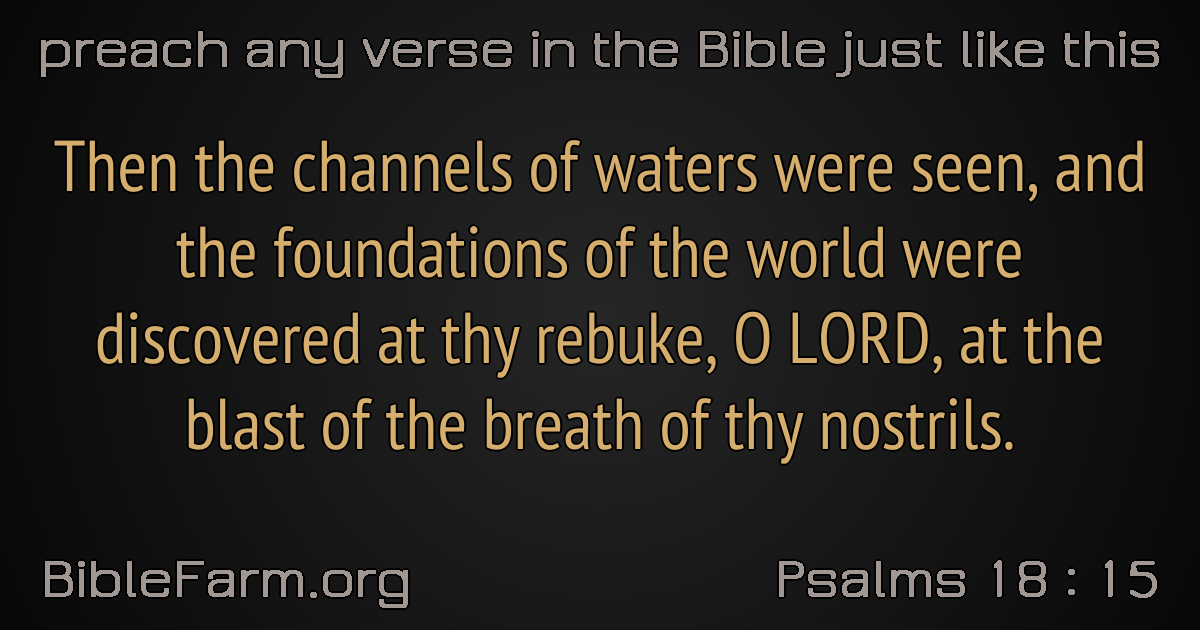 preach any verse in the Bible just like this
Then the channels of waters were seen, and
the foundations of the world were
discovered at thy rebuke, O LORD, at the
blast of the breath of thy nostrils.
BibleFarm.org
Psalms 18 : 15